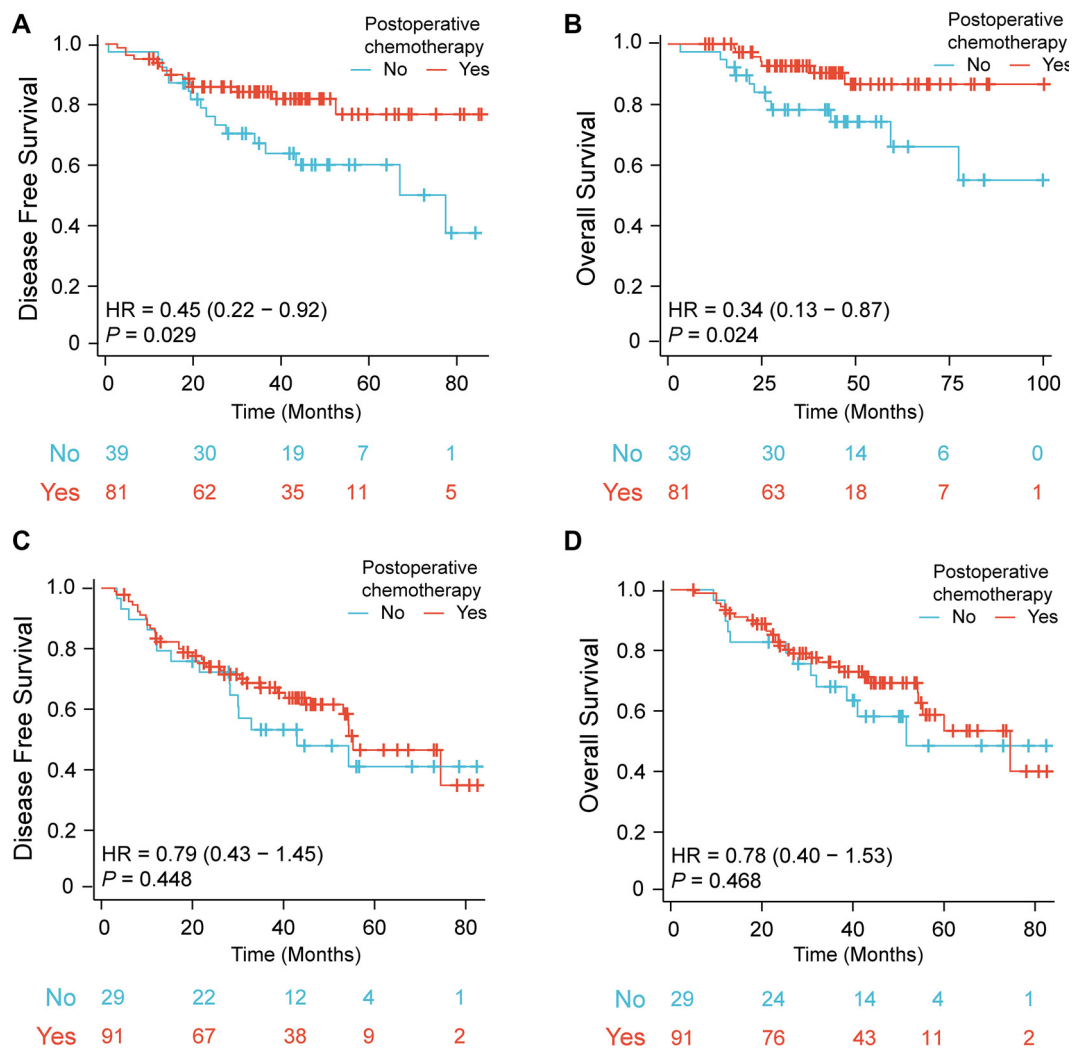 A
Postoperative
chemotherapy
No Yes
1.0
0.8
0.6
0.4
0.2
0
Disease Free Survival
HR = 0.45 (0.22 − 0.92)
P = 0.029
0 20 40 60 80
Time (Months)
No 39 30 19 7 1
Yes 81 62 35 11 5
B
Postoperative
chemotherapy
No Yes
1.0
0.8
0.6
0.4
0.2
0
Overall Survival
HR = 0.34 (0.13 − 0.87)
P = 0.024
0 25 50 75 100
Time (Months)
No 39 30 14 6 0
Yes 81 63 18 7 1
C
Postoperative
chemotherapy
No Yes
1.0
0.8
0.6
0.4
0.2
0
Disease Free Survival
HR = 0.79 (0.43 − 1.45)
P = 0.448
0 20 40 60 80
Time (Months)
No 29 22 12 4 1
Yes 91 67 38 9 2
D
Postoperative
chemotherapy
No Yes
1.0
0.8
0.6
0.4
0.2
0
Overall Survival
HR = 0.78 (0.40 − 1.53)
P = 0.468
0 20 40 60 80
Time (Months)
No 29 24 14 4 1
Yes 91 76 43 11 2